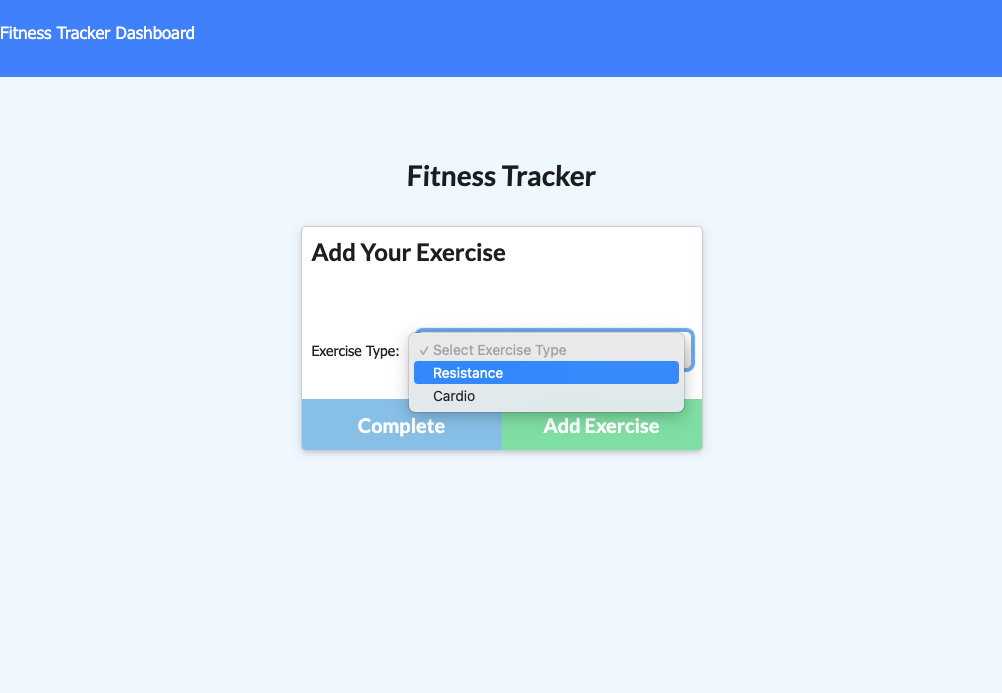 Fitness Tracker Dashboard
Fitness Tracker
Add Your Exercise
Exercise Type:
✓ Select Exercise Type
Resistance
Cardio
Complete
Add Exercise